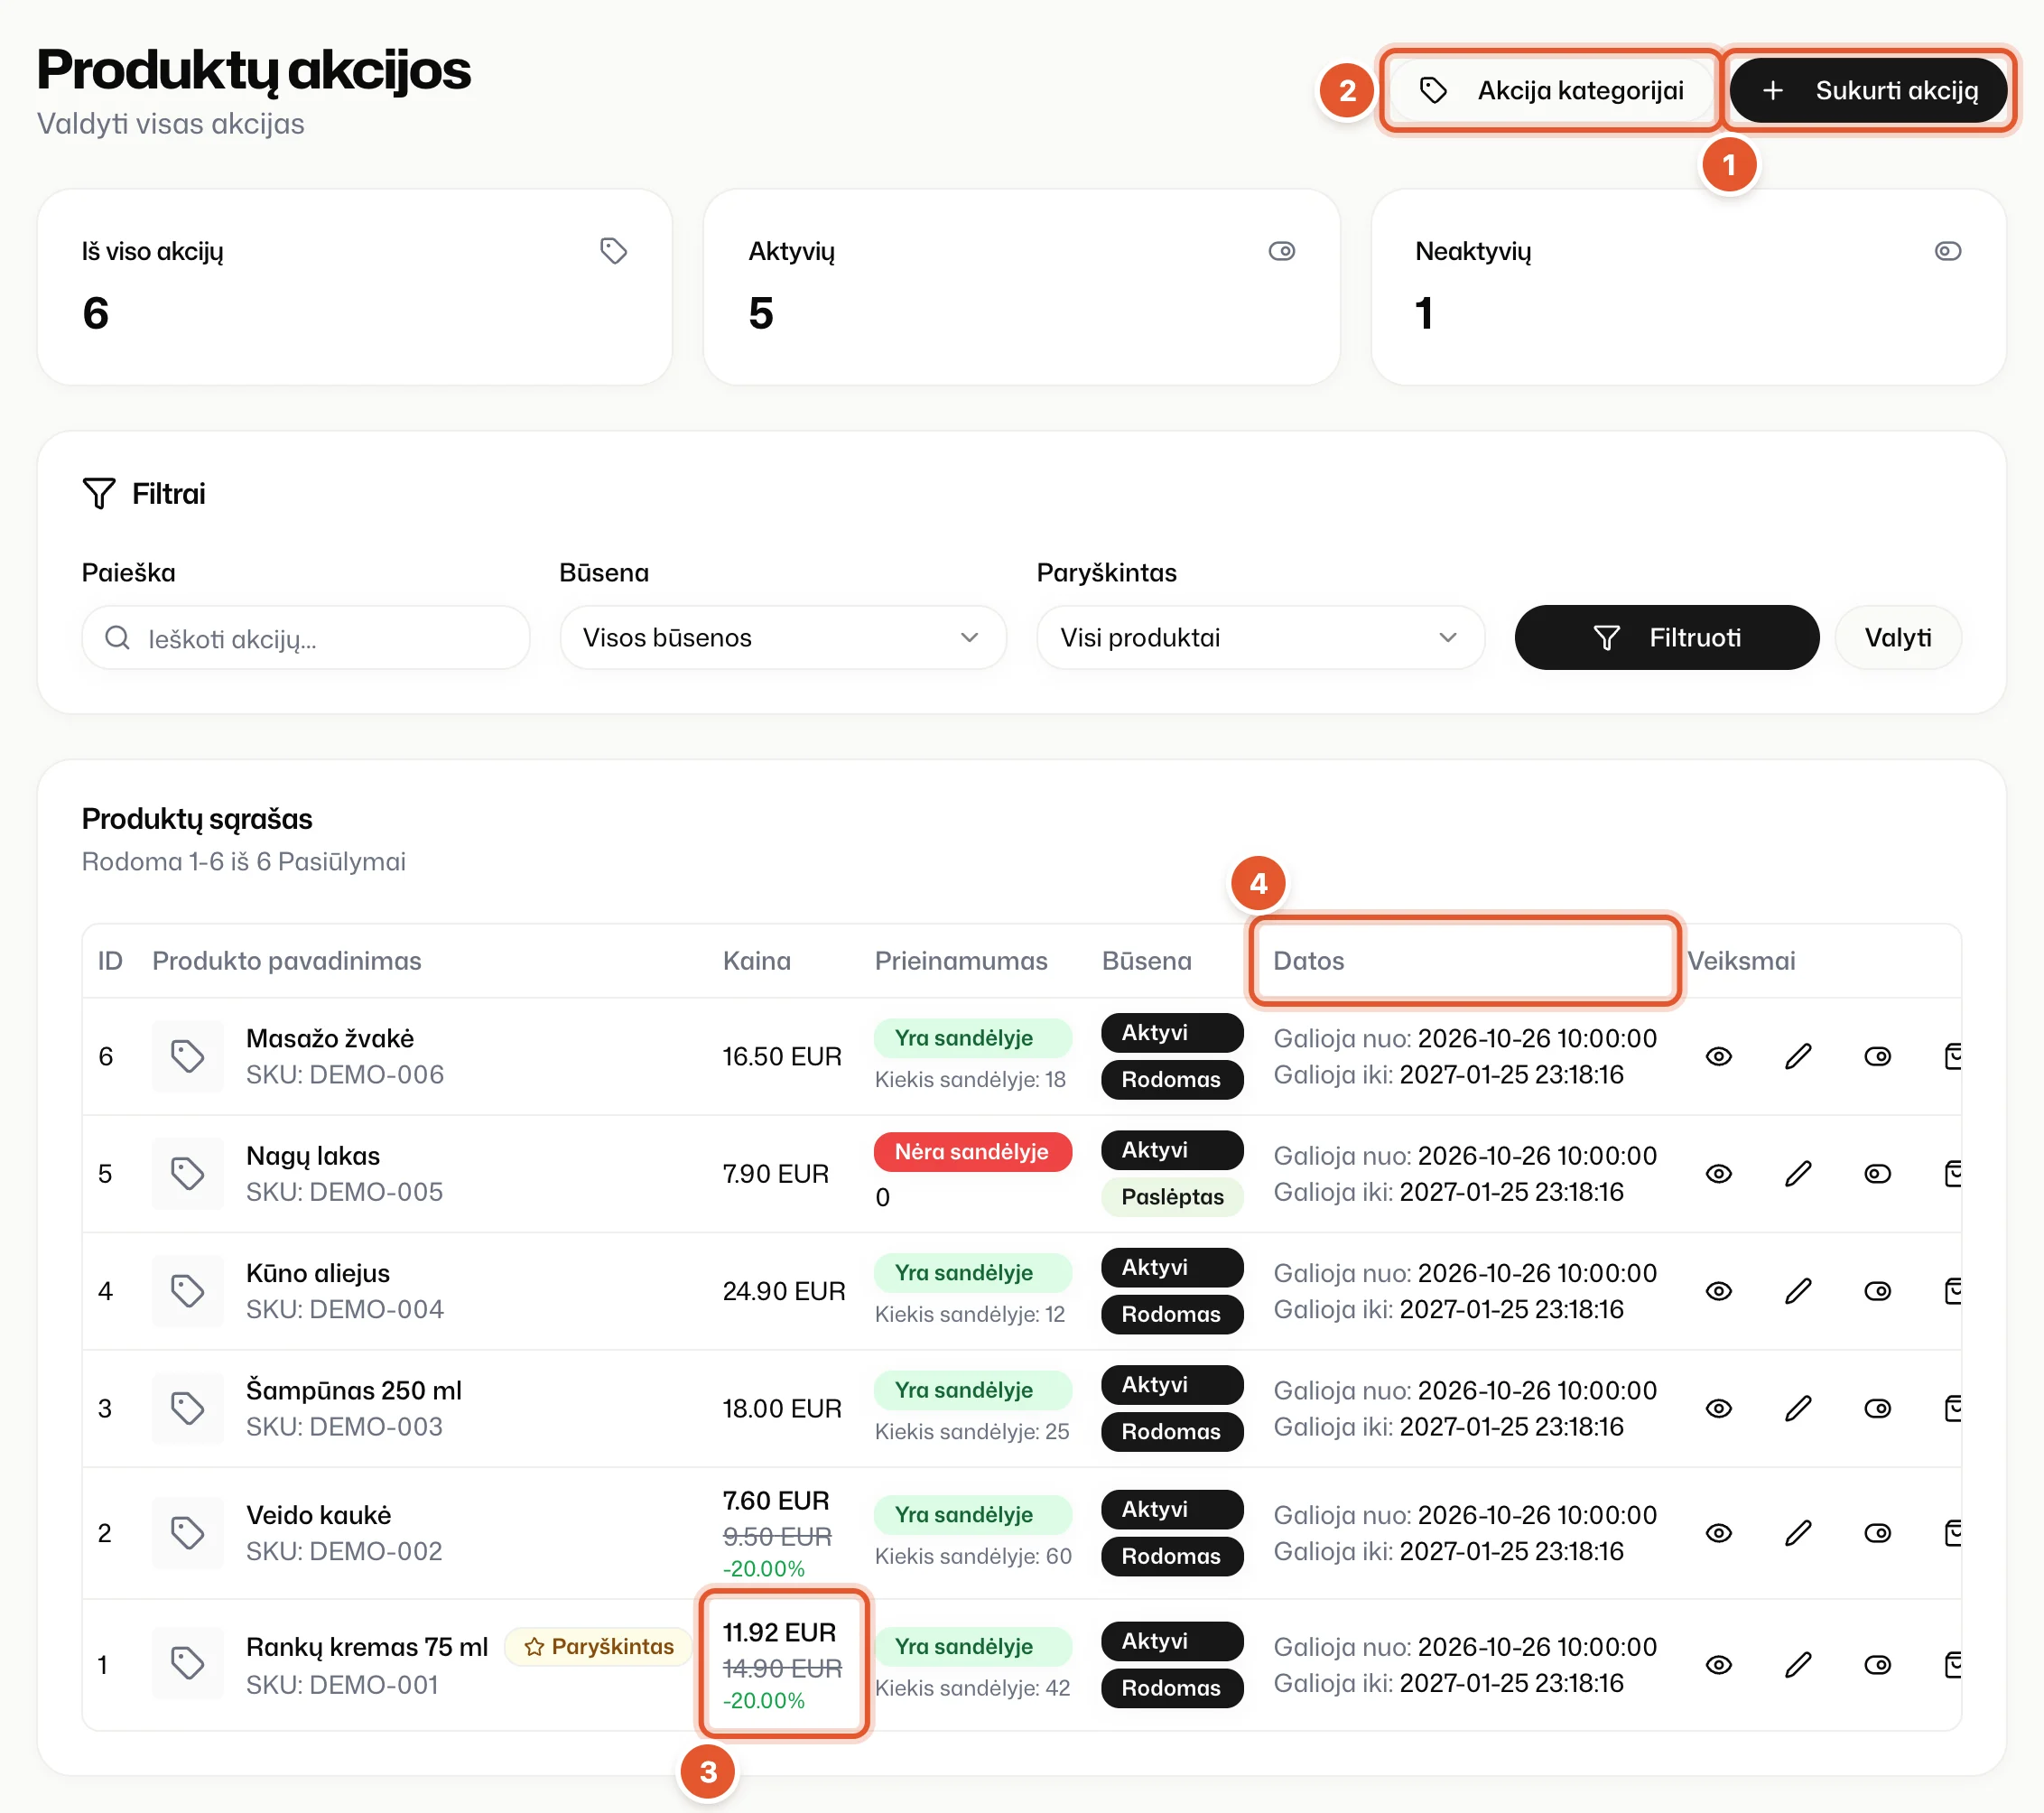 Produktų akcijos
Valdyti visas akcijas
2
Akcija kategorijai
Sukurti akciją
1
Iš viso akcijų
6
Aktyvių
5
Neaktyvių
1
Filtrai
Paieška
Būsena
Paryškintas
Ieškoti akcijų...
Visos būsenos
Visi produktai
Filtruoti
Valyti
Produktų sąrašas
Rodoma 1-6 iš 6 Pasiūlymai
4
ID Produkto pavadinimas Kaina Prieinamumas Būsena Datos Veiksmai
6
Masažo žvakė
SKU: DEMO-006
16.50 EUR
Yra sandėlyje
Kiekis sandėlyje: 18
Aktyvi
Rodomas
Galioja nuo: 2026-10-26 10:00:00
Galioja iki: 2027-01-25 23:18:16
5
Nagų lakas
SKU: DEMO-005
7.90 EUR
Nėra sandėlyje
0
Aktyvi
Paslėptas
Galioja nuo: 2026-10-26 10:00:00
Galioja iki: 2027-01-25 23:18:16
4
Kūno aliejus
SKU: DEMO-004
24.90 EUR
Yra sandėlyje
Kiekis sandėlyje: 12
Aktyvi
Rodomas
Galioja nuo: 2026-10-26 10:00:00
Galioja iki: 2027-01-25 23:18:16
3
Šampūnas 250 ml
SKU: DEMO-003
18.00 EUR
Yra sandėlyje
Kiekis sandėlyje: 25
Aktyvi
Rodomas
Galioja nuo: 2026-10-26 10:00:00
Galioja iki: 2027-01-25 23:18:16
2
Veido kaukė
SKU: DEMO-002
7.60 EUR
9.50 EUR
-20.00%
Yra sandėlyje
Kiekis sandėlyje: 60
Aktyvi
Rodomas
Galioja nuo: 2026-10-26 10:00:00
Galioja iki: 2027-01-25 23:18:16
1
Rankų kremas 75 ml
Paryškintas
SKU: DEMO-001
11.92 EUR
14.90 EUR
-20.00%
Yra sandėlyje
Kiekis sandėlyje: 42
Aktyvi
Rodomas
Galioja nuo: 2026-10-26 10:00:00
Galioja iki: 2027-01-25 23:18:16
3